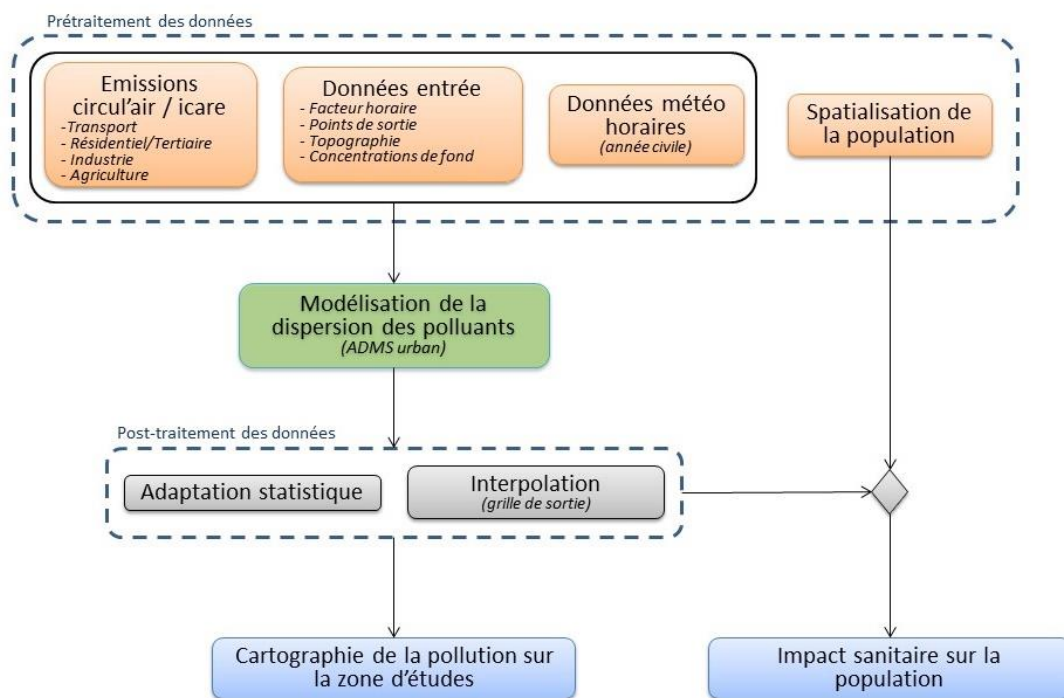 Prétraitement des données
Emissions
circul'air / icare
-Transport
- Résidentiel/Tertiaire
- Industrie
- Agriculture
Données entrée
- Facteur horaire
- Points de sortie
- Topographie
- Concentrations de fond
Données météo
horaires
(année civile)
Spatialisation de
la population
Modélisation de la
dispersion des polluants
(ADMS urban)
Post-traitement des données
Adaptation statistique
Interpolation
(grille de sortie)
Cartographie de la pollution sur
la zone d'études
Impact sanitaire sur la
population